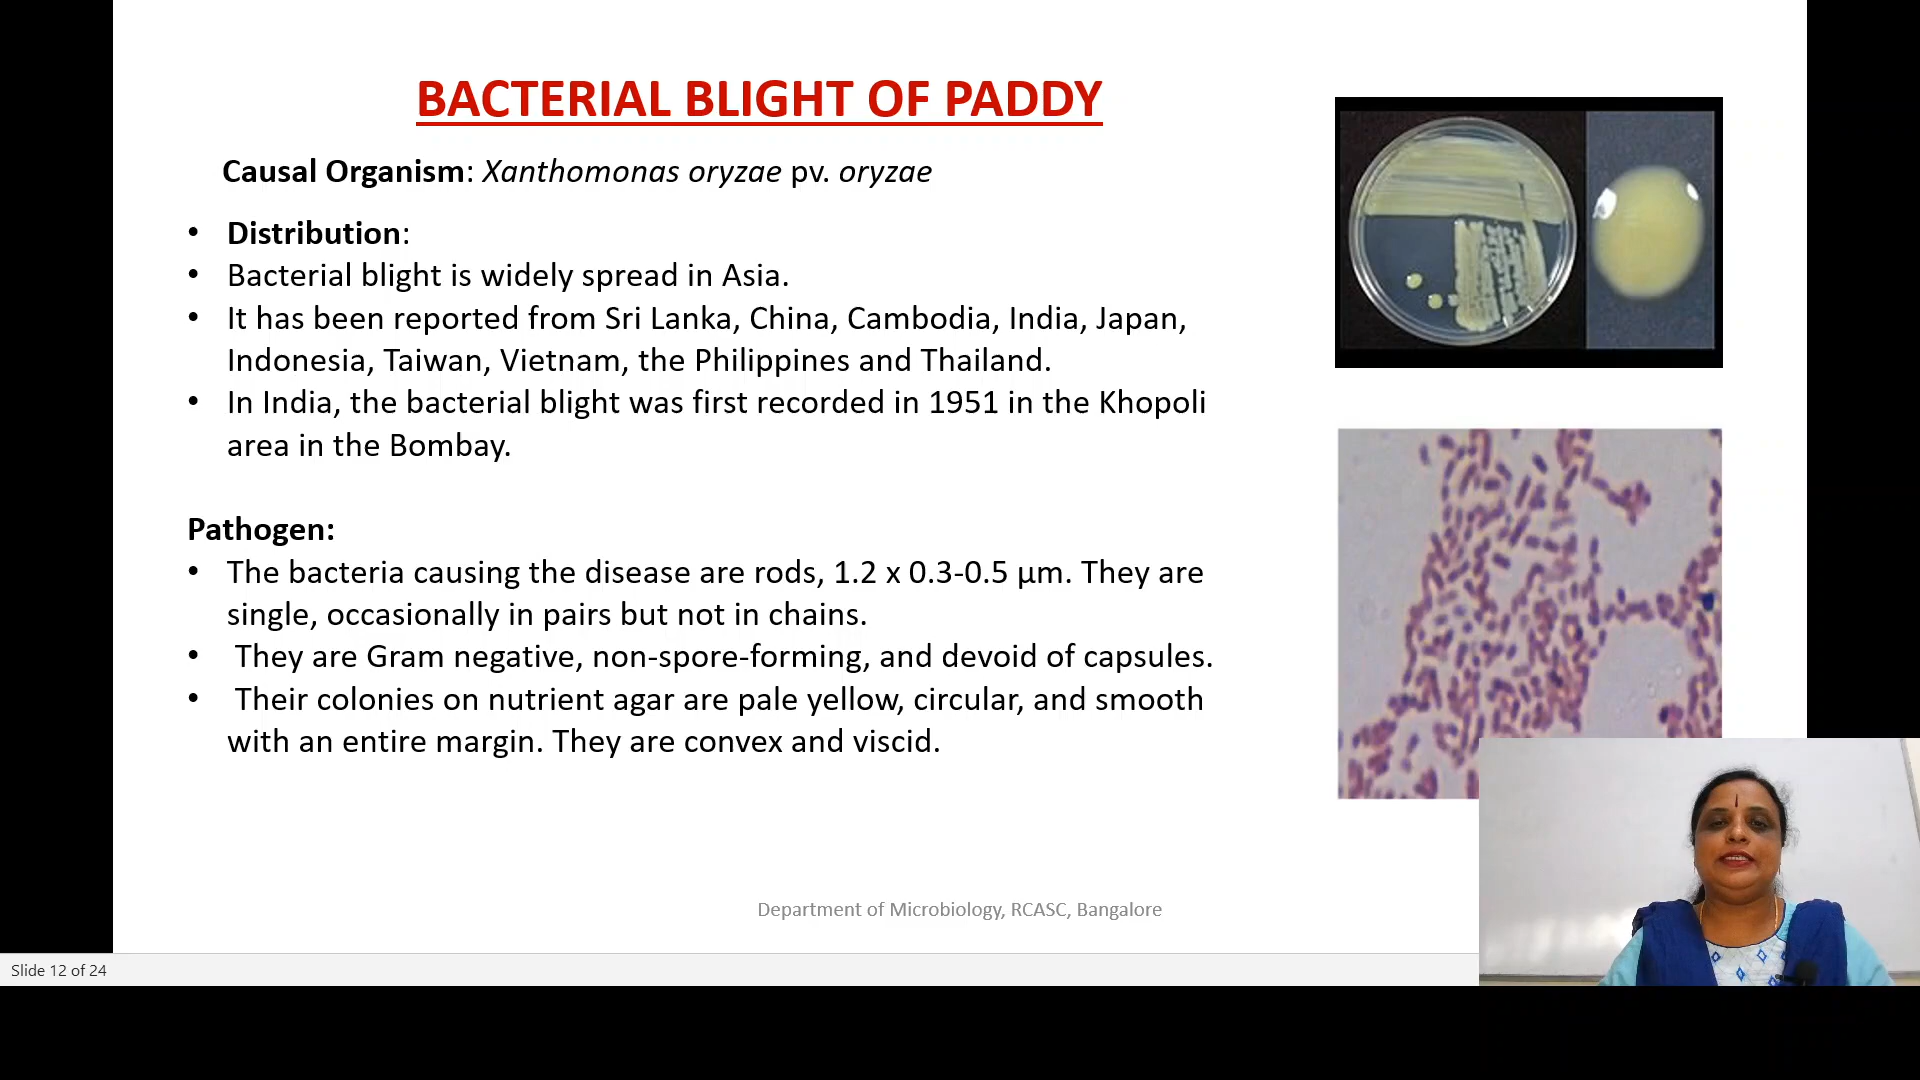 BACTERIAL BLIGHT OF PADDY
Causal Organism: Xanthomonas oryzae pv. oryzae
• Distribution:
• Bacterial blight is widely spread in Asia.
• It has been reported from Sri Lanka, China, Cambodia, India, Japan,
Indonesia, Taiwan, Vietnam, the Philippines and Thailand.
• In India, the bacterial blight was first recorded in 1951 in the Khopoli
area in the Bombay.
Pathogen:
• The bacteria causing the disease are rods, 1.2 x 0.3-0.5 μm. They are
single, occasionally in pairs but not in chains.
• They are Gram negative, non-spore-forming, and devoid of capsules.
• Their colonies on nutrient agar are pale yellow, circular, and smooth
with an entire margin. They are convex and viscid.
Department of Microbiology, RCASC, Bangalore
Slide 12 of 24